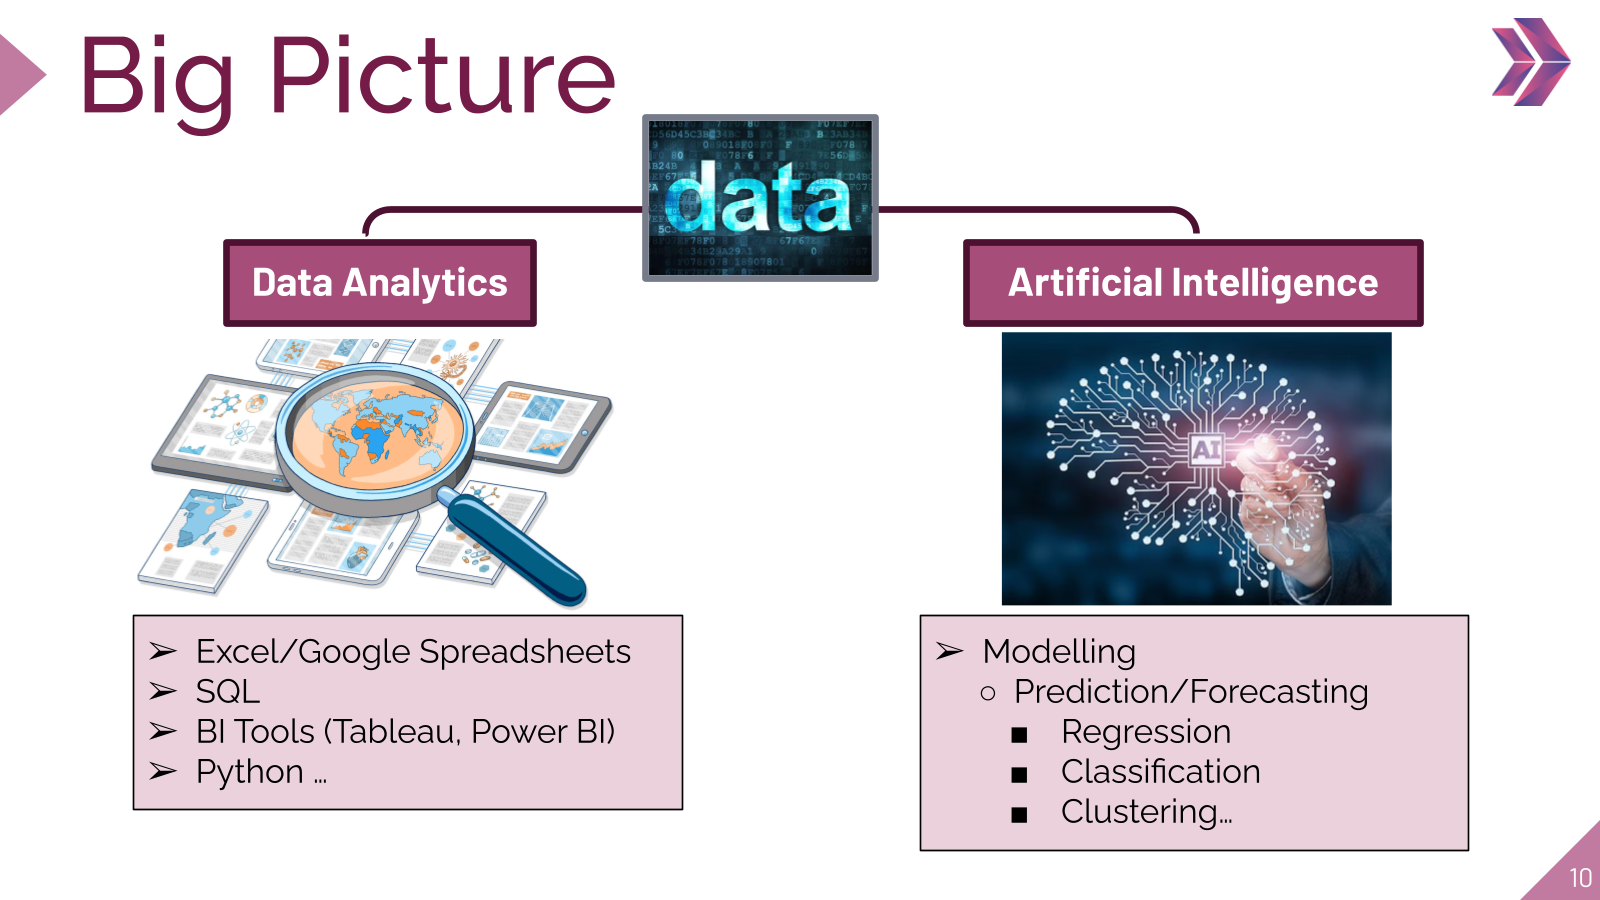 Big Picture
data
Data Analytics
Artificial Intelligence
AI
➢ Excel/Google Spreadsheets
➢ SQL
➢ BI Tools (Tableau, Power BI)
➢ Python ...
➢ Modelling
○ Prediction/Forecasting
■ Regression
■ Classification
■ Clustering...
10